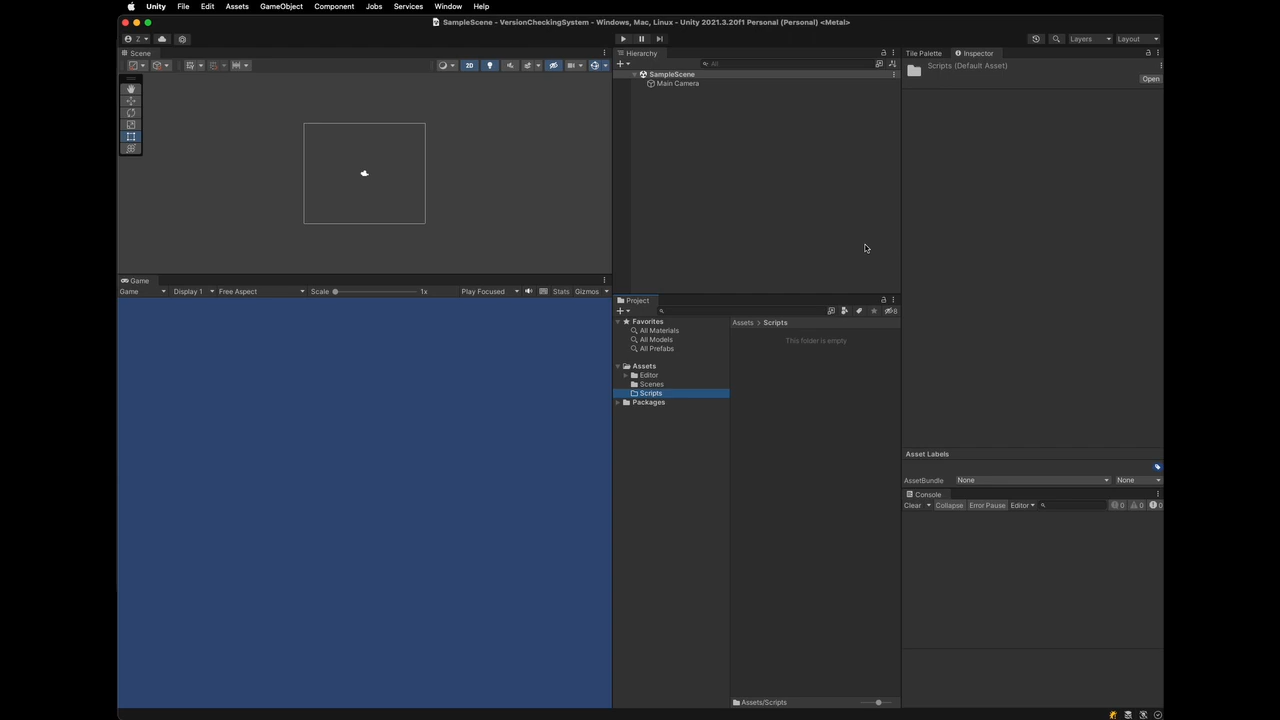 Unity File Edit Assets GameObject Component Jobs Services Window Help
SampleScene - VersionCheckingSystem - Windows, Mac, Linux - Unity 2021.3.20f1 Personal (Personal) <Metal>
Z Layers Layout
Scene
2D
Game
Game Display 1 Free Aspect Scale 1x Play Focused Stats Gizmos
Hierarchy
All
SampleScene
Main Camera
Project
8
Favorites
All Materials
All Models
All Prefabs
Assets
Editor
Scenes
Scripts
Packages
Assets > Scripts
This folder is empty
Assets/Scripts
Tile Palette Inspector
Scripts (Default Asset)
Open
Asset Labels
AssetBundle None None
Console
Clear Collapse Error Pause Editor 0 0 0